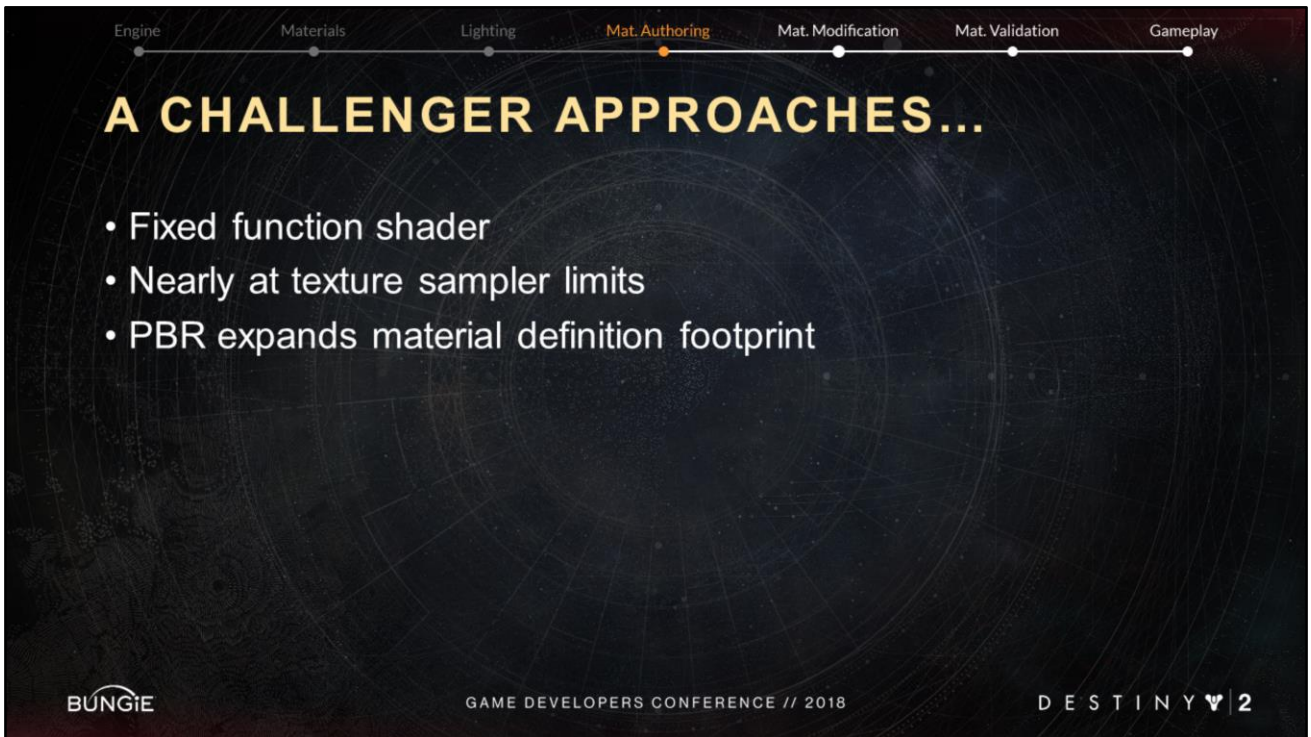 Engine Materials Lighting Mat. Authoring Mat. Modification Mat. Validation Gameplay
A CHALLENGER APPROACHES...
• Fixed function shader
• Nearly at texture sampler limits
• PBR expands material definition footprint
BUNGiE GAME DEVELOPERS CONFERENCE // 2018 DESTINY 2